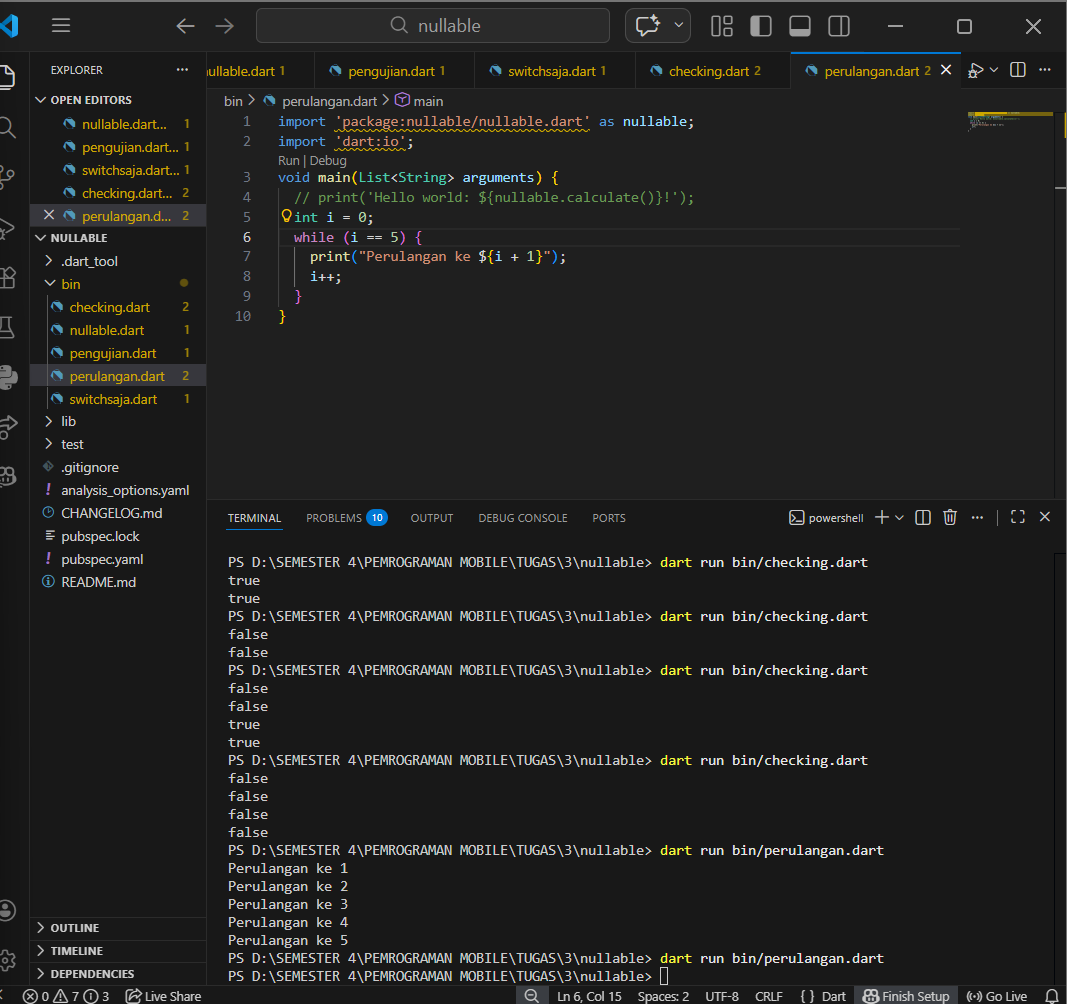 nullable
EXPLORER
ullable.dart 1
pengujian.dart 1
switchsaja.dart 1
checking.dart 2
perulangan.dart 2
OPEN EDITORS
nullable.dart... 1
pengujian.dart... 1
switchsaja.dart... 1
checking.dart... 2
perulangan.d... 2
NULLABLE
.dart_tool
bin
checking.dart 2
nullable.dart 1
pengujian.dart 1
perulangan.dart 2
switchsaja.dart 1
lib
test
.gitignore
analysis_options.yaml
CHANGELOG.md
pubspec.lock
pubspec.yaml
README.md
OUTLINE
TIMELINE
DEPENDENCIES
bin > perulangan.dart > main
1 import 'package:nullable/nullable.dart' as nullable;
2 import 'dart:io';
Run | Debug
3 void main(List<String> arguments) {
4 // print('Hello world: ${nullable.calculate()}!');
5 int i = 0;
6 while (i == 5) {
7 print("Perulangan ke ${i + 1}");
8 i++;
9 }
10 }
TERMINAL PROBLEMS 10 OUTPUT DEBUG CONSOLE PORTS powershell
PS D:\SEMESTER 4\PEMROGRAMAN MOBILE\TUGAS\3\nullable> dart run bin/checking.dart
true
true
PS D:\SEMESTER 4\PEMROGRAMAN MOBILE\TUGAS\3\nullable> dart run bin/checking.dart
false
false
PS D:\SEMESTER 4\PEMROGRAMAN MOBILE\TUGAS\3\nullable> dart run bin/checking.dart
false
false
true
true
PS D:\SEMESTER 4\PEMROGRAMAN MOBILE\TUGAS\3\nullable> dart run bin/checking.dart
false
false
false
false
PS D:\SEMESTER 4\PEMROGRAMAN MOBILE\TUGAS\3\nullable> dart run bin/perulangan.dart
Perulangan ke 1
Perulangan ke 2
Perulangan ke 3
Perulangan ke 4
Perulangan ke 5
PS D:\SEMESTER 4\PEMROGRAMAN MOBILE\TUGAS\3\nullable> dart run bin/perulangan.dart
PS D:\SEMESTER 4\PEMROGRAMAN MOBILE\TUGAS\3\nullable>
0 7 3 Live Share Ln 6, Col 15 Spaces: 2 UTF-8 CRLF { } Dart Finish Setup Go Live